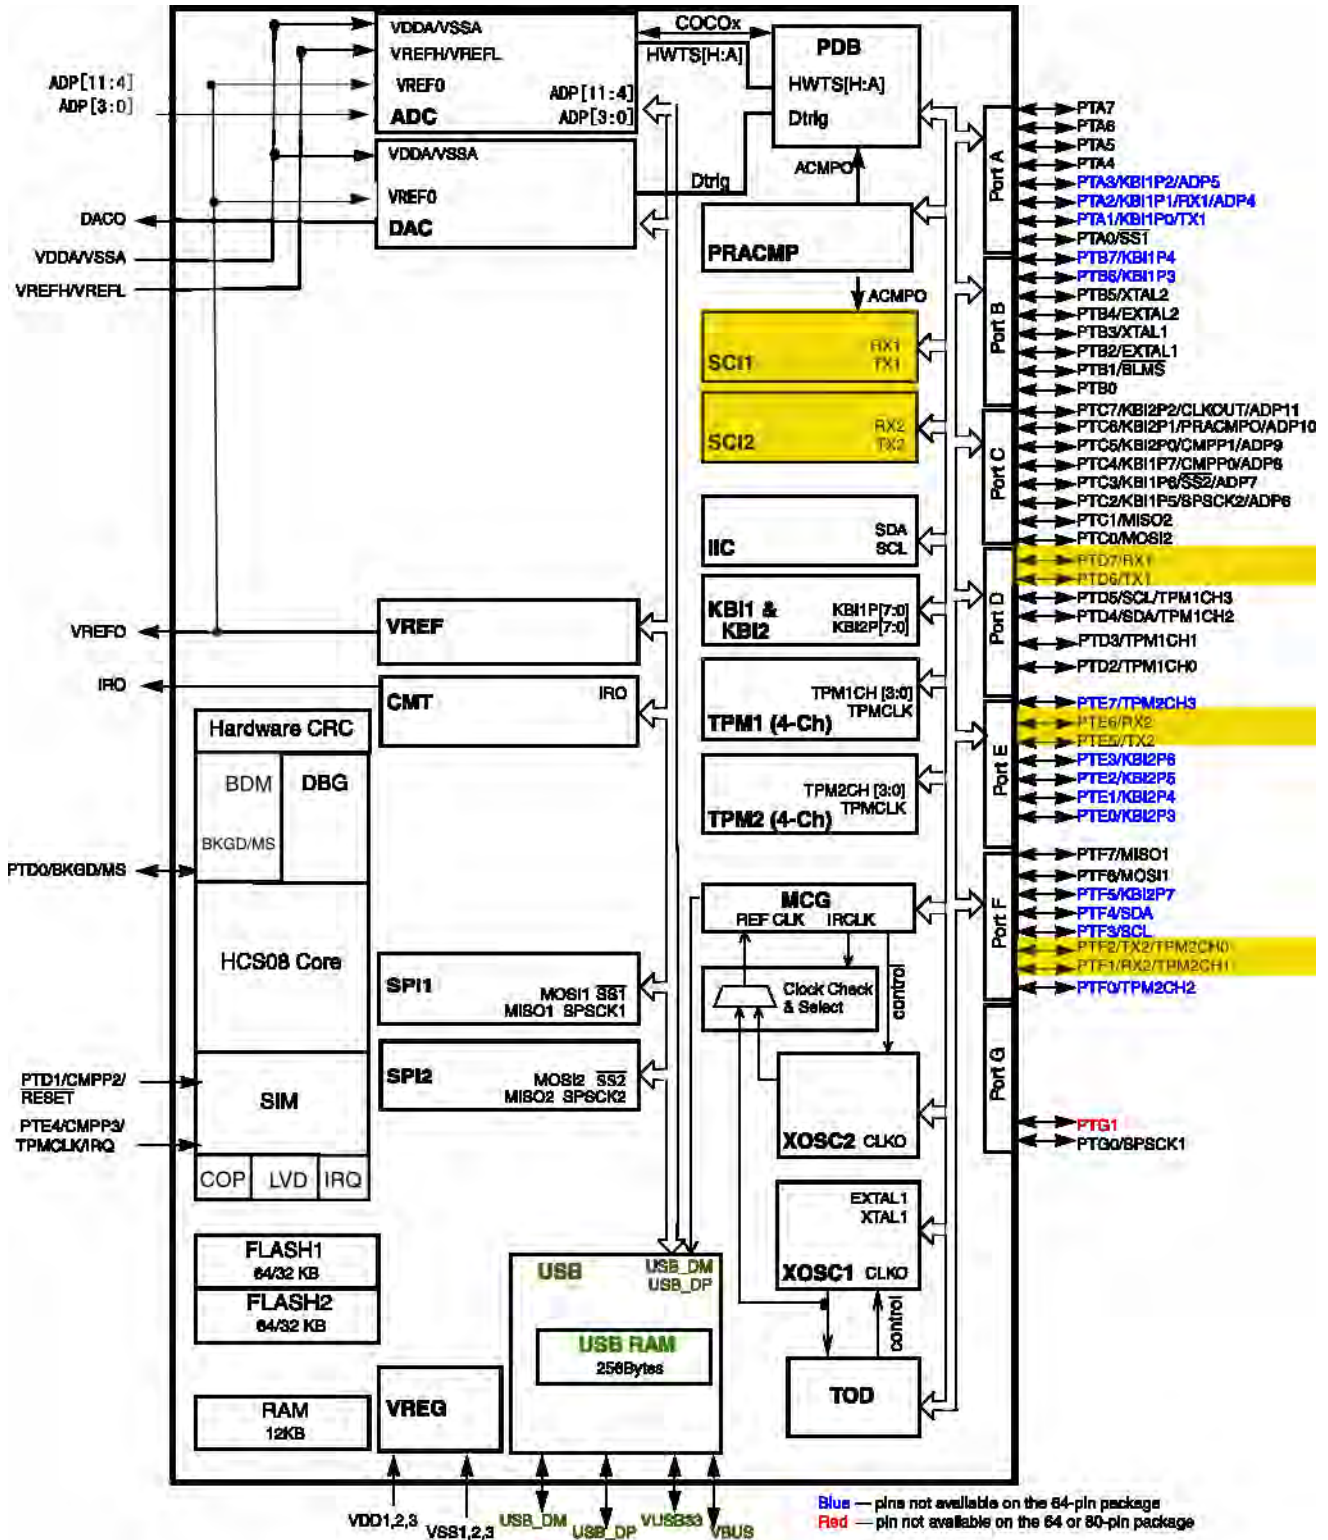 VDDA/VSSA
VREFH/VREFL
VREFO
ADP[11:4]
ADP[3:0]
ADC
ADP[11:4]
ADP[3:0]
COCOx
HWTS[H:A]
PDB
HWTS[H:A]
Dtrig
VDDA/VSSA
VREFO
DAC
Dtrig
ACMPO
DACO
VDDA/VSSA
VREFH/VREFL
PRACMP
ACMPO
SCI1
RX1
TX1
SCI2
RX2
TX2
IIC
SDA
SCL
KBI1 &
KBI2
KBI1P[7:0]
KBI2P[7:0]
VREFO
VREF
IRO
CMT
IRO
TPM1CH [3:0]
TPMCLK
TPM1 (4-Ch)
TPM2CH [3:0]
TPMCLK
TPM2 (4-Ch)
Hardware CRC
BDM
DBG
BKGD/MS
PTD0/BKGD/MS
HCS08 Core
MCG
REF CLK
IRCLK
Clock Check
& Select
control
SPI1
MOSI1 SS1
MISO1 SPSCK1
SPI2
MOSI2 SS2
MISO2 SPSCK2
PTD1/CMPP2/
RESET
PTE4/CMPP3/
TPMCLK/IRQ
SIM
COP
LVD
IRQ
XOSC2 CLKO
EXTAL1
XTAL1
XOSC1 CLKO
control
TOD
FLASH1
64/32 KB
FLASH2
64/32 KB
RAM
12KB
VREG
USB
USB_DM
USB_DP
USB RAM
256Bytes
VDD1,2,3
VSS1,2,3
USB_DM
USB_DP
VUSB33
VBUS
Port A
PTA7
PTA6
PTA5
PTA4
PTA3/KBI1P2/ADP5
PTA2/KBI1P1/RX1/ADP4
PTA1/KBI1P0/TX1
PTA0/SS1
Port B
PTB7/KBI1P4
PTB6/KBI1P3
PTB5/XTAL2
PTB4/EXTAL2
PTB3/XTAL1
PTB2/EXTAL1
PTB1/BLMS
PTB0
Port C
PTC7/KBI2P2/CLKOUT/ADP11
PTC6/KBI2P1/PRACMPO/ADP10
PTC5/KBI2P0/CMPP1/ADP9
PTC4/KBI1P7/CMPP0/ADP8
PTC3/KBI1P6/SS2/ADP7
PTC2/KBI1P5/SPSCK2/ADP6
PTC1/MISO2
PTC0/MOSI2
Port D
PTD7/RX1
PTD6/TX1
PTD5/SCL/TPM1CH3
PTD4/SDA/TPM1CH2
PTD3/TPM1CH1
PTD2/TPM1CH0
Port E
PTE7/TPM2CH3
PTE6/RX2
PTE5/TX2
PTE3/KBI2P6
PTE2/KBI2P5
PTE1/KBI2P4
PTE0/KBI2P3
Port F
PTF7/MISO1
PTF6/MOSI1
PTF5/KBI2P7
PTF4/SDA
PTF3/SCL
PTF2/TX2/TPM2CH0
PTF1/RX2/TPM2CH1
PTF0/TPM2CH2
Port G
PTG1
PTG0/SPSCK1
Blue — pins not available on the 64-pin package
Red — pin not available on the 64 or 80-pin package